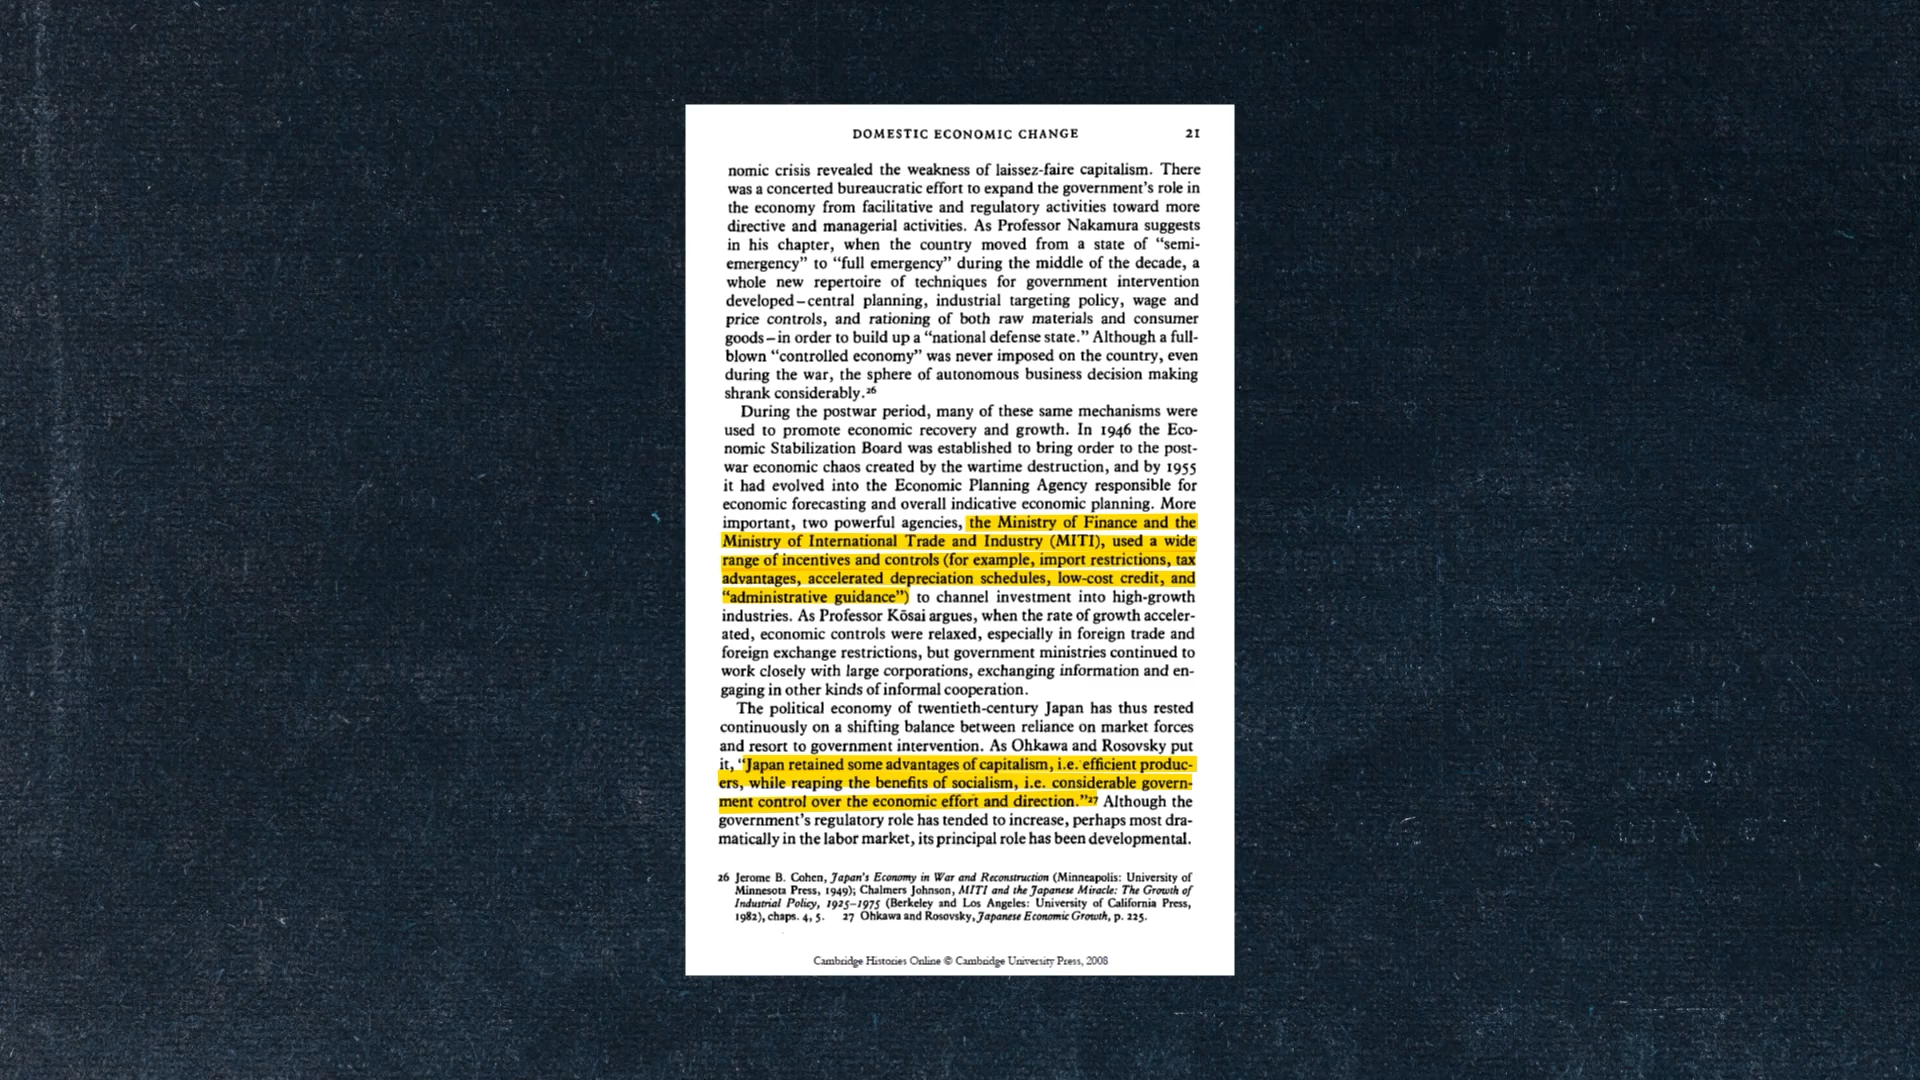 DOMESTIC ECONOMIC CHANGE 21
nomic crisis revealed the weakness of laissez-faire capitalism. There
was a concerted bureaucratic effort to expand the government's role in
the economy from facilitative and regulatory activities toward more
directive and managerial activities. As Professor Nakamura suggests
in his chapter, when the country moved from a state of “semi-
emergency” to “full emergency” during the middle of the decade, a
whole new repertoire of techniques for government intervention
developed–central planning, industrial targeting policy, wage and
price controls, and rationing of both raw materials and consumer
goods–in order to build up a “national defense state.” Although a full-
blown “controlled economy” was never imposed on the country, even
during the war, the sphere of autonomous business decision making
shrank considerably.²⁶
During the postwar period, many of these same mechanisms were
used to promote economic recovery and growth. In 1946 the Eco-
nomic Stabilization Board was established to bring order to the post-
war economic chaos created by the wartime destruction, and by 1955
it had evolved into the Economic Planning Agency responsible for
economic forecasting and overall indicative economic planning. More
important, two powerful agencies, the Ministry of Finance and the
Ministry of International Trade and Industry (MITI), used a wide
range of incentives and controls (for example, import restrictions, tax
advantages, accelerated depreciation schedules, low-cost credit, and
“administrative guidance”) to channel investment into high-growth
industries. As Professor Kōsai argues, when the rate of growth acceler-
ated, economic controls were relaxed, especially in foreign trade and
foreign exchange restrictions, but government ministries continued to
work closely with large corporations, exchanging information and en-
gaging in other kinds of informal cooperation.
The political economy of twentieth-century Japan has thus rested
continuously on a shifting balance between reliance on market forces
and resort to government intervention. As Ohkawa and Rosovsky put
it, “Japan retained some advantages of capitalism, i.e. efficient produc-
ers, while reaping the benefits of socialism, i.e. considerable govern-
ment control over the economic effort and direction.”²⁷ Although the
government's regulatory role has tended to increase, perhaps most dra-
matically in the labor market, its principal role has been developmental.
26 Jerome B. Cohen, Japan's Economy in War and Reconstruction (Minneapolis: University of
Minnesota Press, 1949); Chalmers Johnson, MITI and the Japanese Miracle: The Growth of
Industrial Policy, 1925–1975 (Berkeley and Los Angeles: University of California Press,
1982), chaps. 4, 5. 27 Ohkawa and Rosovsky, Japanese Economic Growth, p. 225.
Cambridge Histories Online © Cambridge University Press, 2008